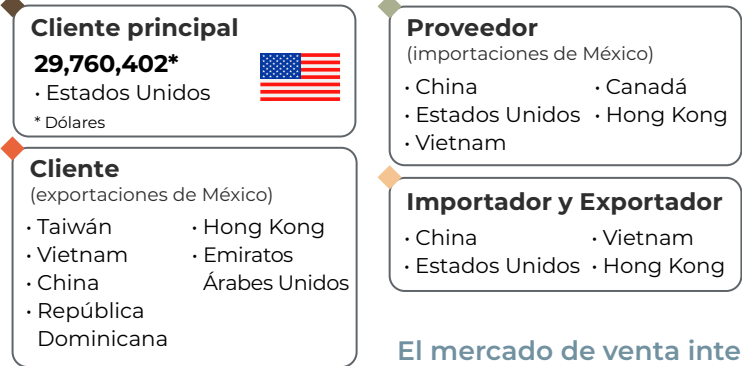 Cliente principal
29,760,402*
· Estados Unidos
* Dólares
Cliente
(exportaciones de México)
· Taiwán
· Vietnam
· China
· República
Dominicana
· Hong Kong
· Emiratos
Árabes Unidos
Proveedor
(importaciones de México)
· China
· Estados Unidos
· Vietnam
· Canadá
· Hong Kong
Importador y Exportador
· China
· Estados Unidos
· Vietnam
· Hong Kong
El mercado de venta inte